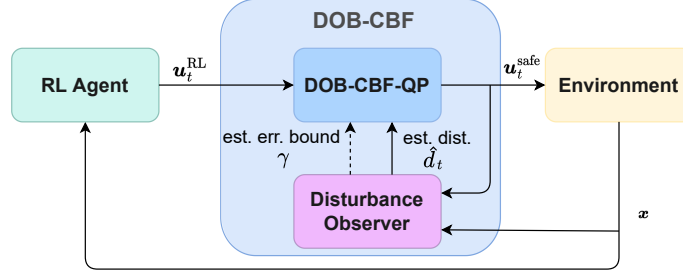 DOB-CBF
RL Agent
u_t^RL
DOB-CBF-QP
u_t^safe
Environment
est. err. bound
γ
est. dist.
d̂_t
Disturbance
Observer
x